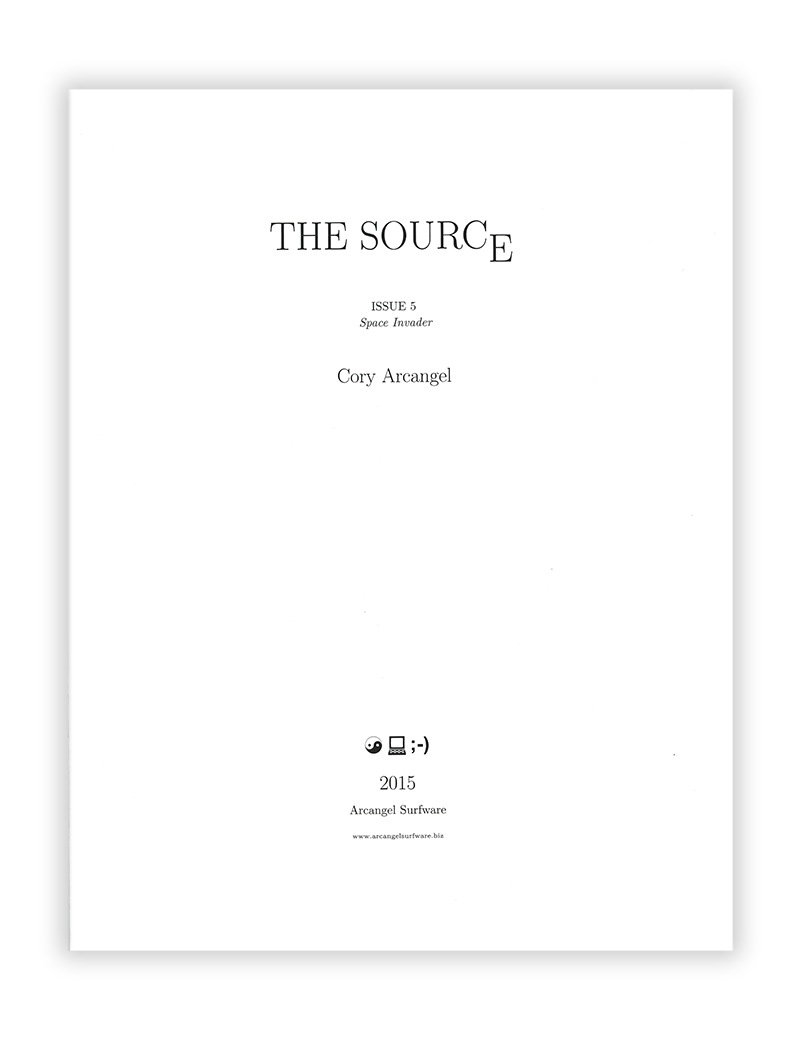 THE SOURCE
ISSUE 5
Space Invader
Cory Arcangel
☯ 💻 ;-)
2015
Arcangel Surfware
www.arcangelsurfware.biz